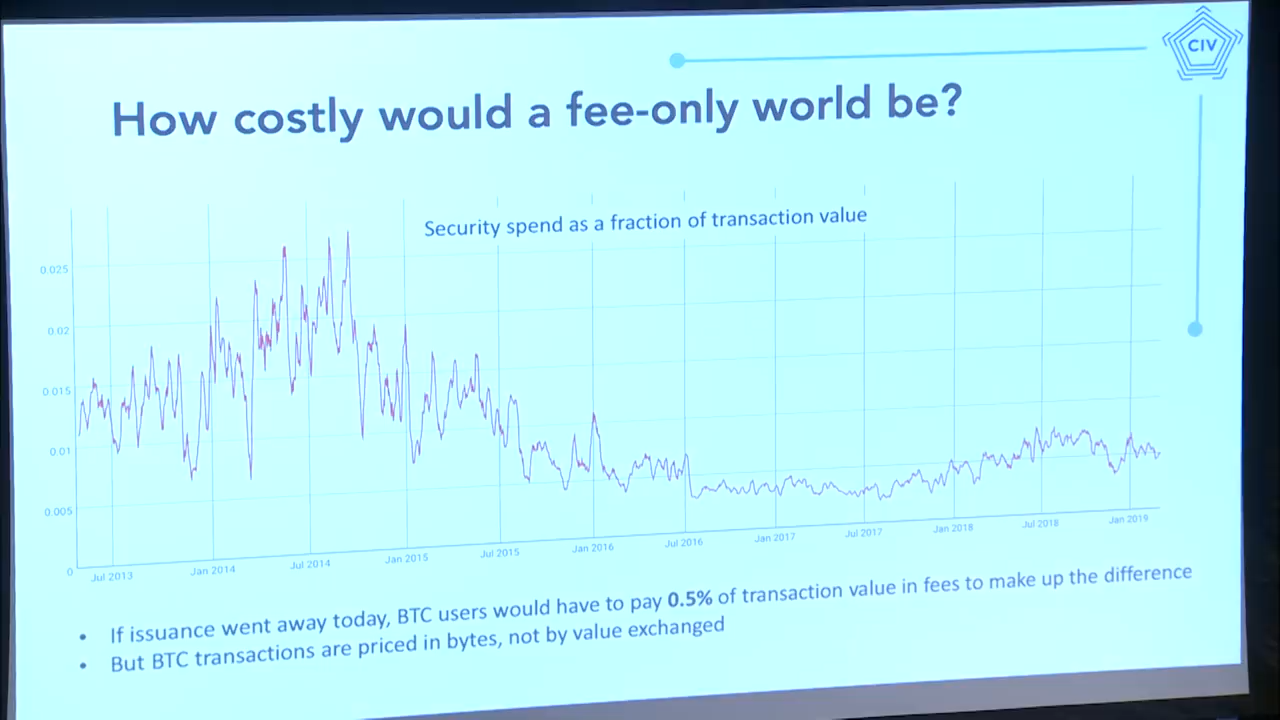 CIV
How costly would a fee-only world be?
Security spend as a fraction of transaction value
0.025
0.02
0.015
0.01
0.005
0
Jul 2013
Jan 2014
Jul 2014
Jan 2015
Jul 2015
Jan 2016
Jul 2016
Jan 2017
Jul 2017
Jan 2018
Jul 2018
Jan 2019
• If issuance went away today, BTC users would have to pay 0.5% of transaction value in fees to make up the difference
• But BTC transactions are priced in bytes, not by value exchanged